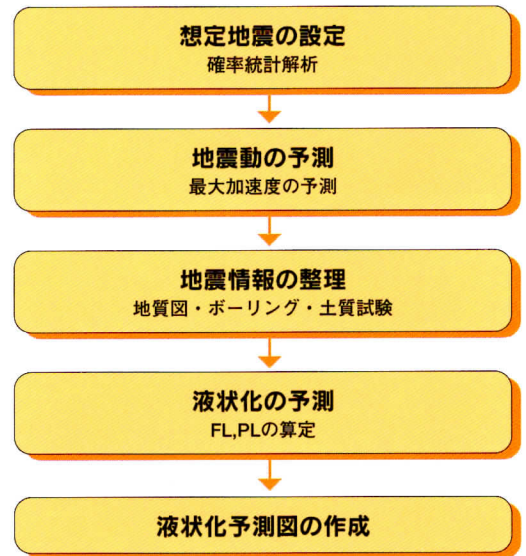 想定地震の設定
確率統計解析
地震動の予測
最大加速度の予測
地震情報の整理
地質図・ボーリング・土質試験
液状化の予測
FL,PLの算定
液状化予測図の作成